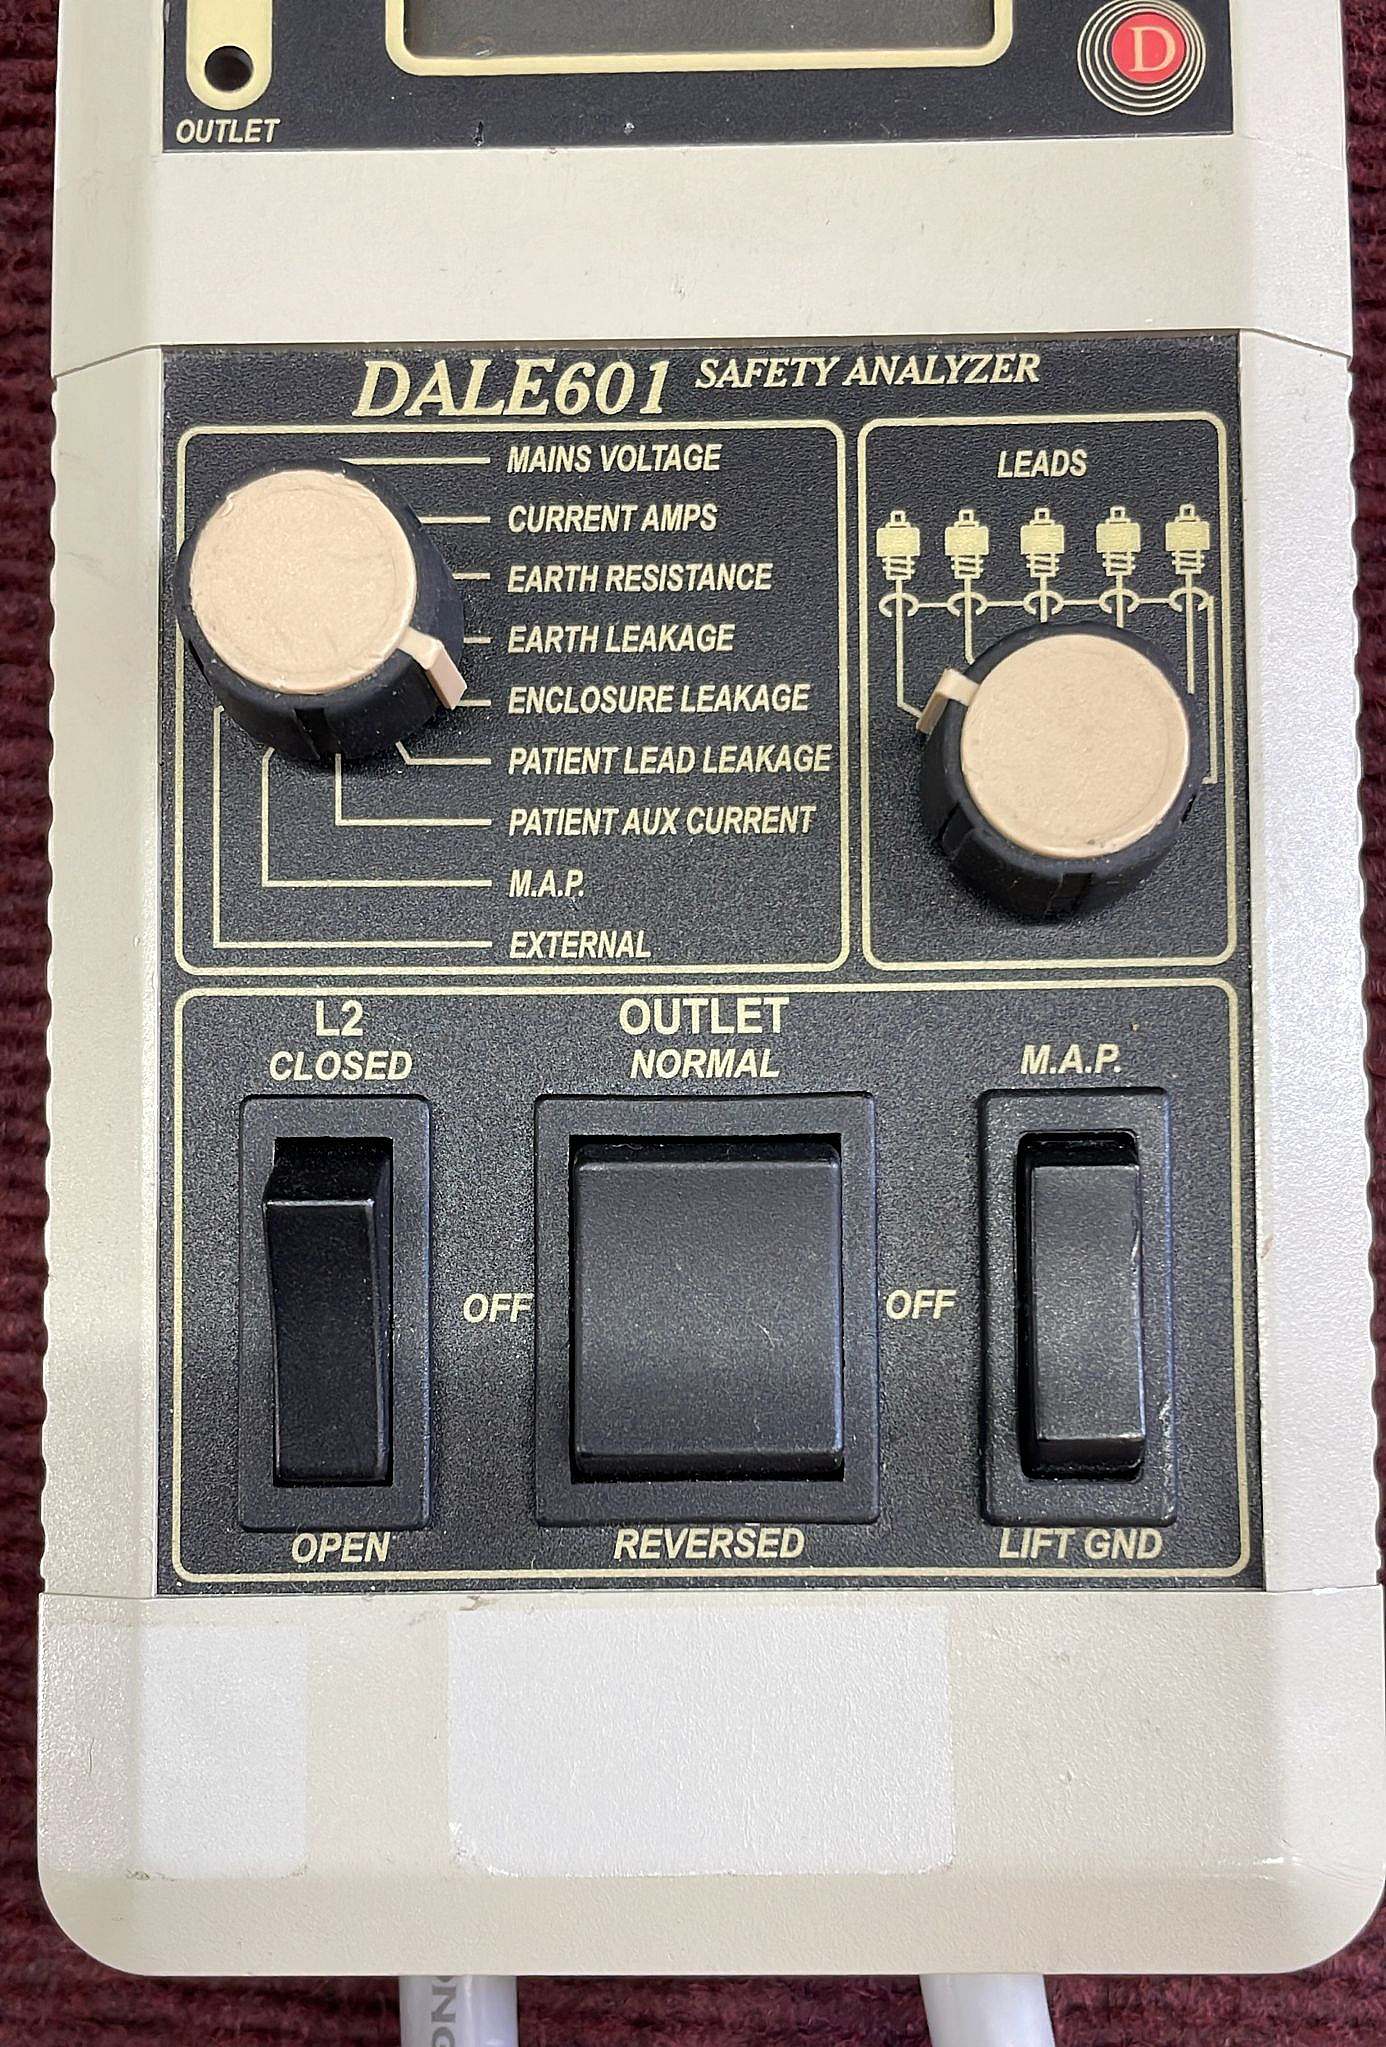 OUTLET
D
DALE601 SAFETY ANALYZER
MAINS VOLTAGE
CURRENT AMPS
EARTH RESISTANCE
EARTH LEAKAGE
ENCLOSURE LEAKAGE
PATIENT LEAD LEAKAGE
PATIENT AUX CURRENT
M.A.P.
EXTERNAL
LEADS
L2
CLOSED
OPEN
OUTLET
NORMAL
OFF
OFF
REVERSED
M.A.P.
LIFT GND